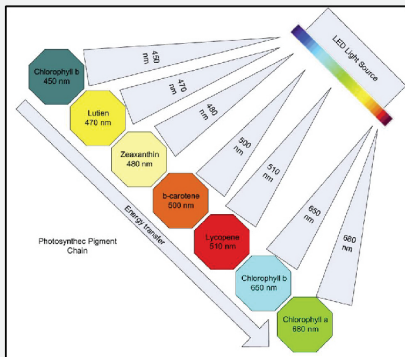 LED Light Source
450
nm
470
nm
480
nm
500
nm
510
nm
650
nm
680
nm
Chlorophyll b
450 nm
Lutien
470 nm
Zeaxanthin
480 nm
b-carotene
500 nm
Lycopene
510 nm
Chlorophyll b
650 nm
Chlorophyll a
680 nm
Energy transfer
Photosynthec Pigment
Chain